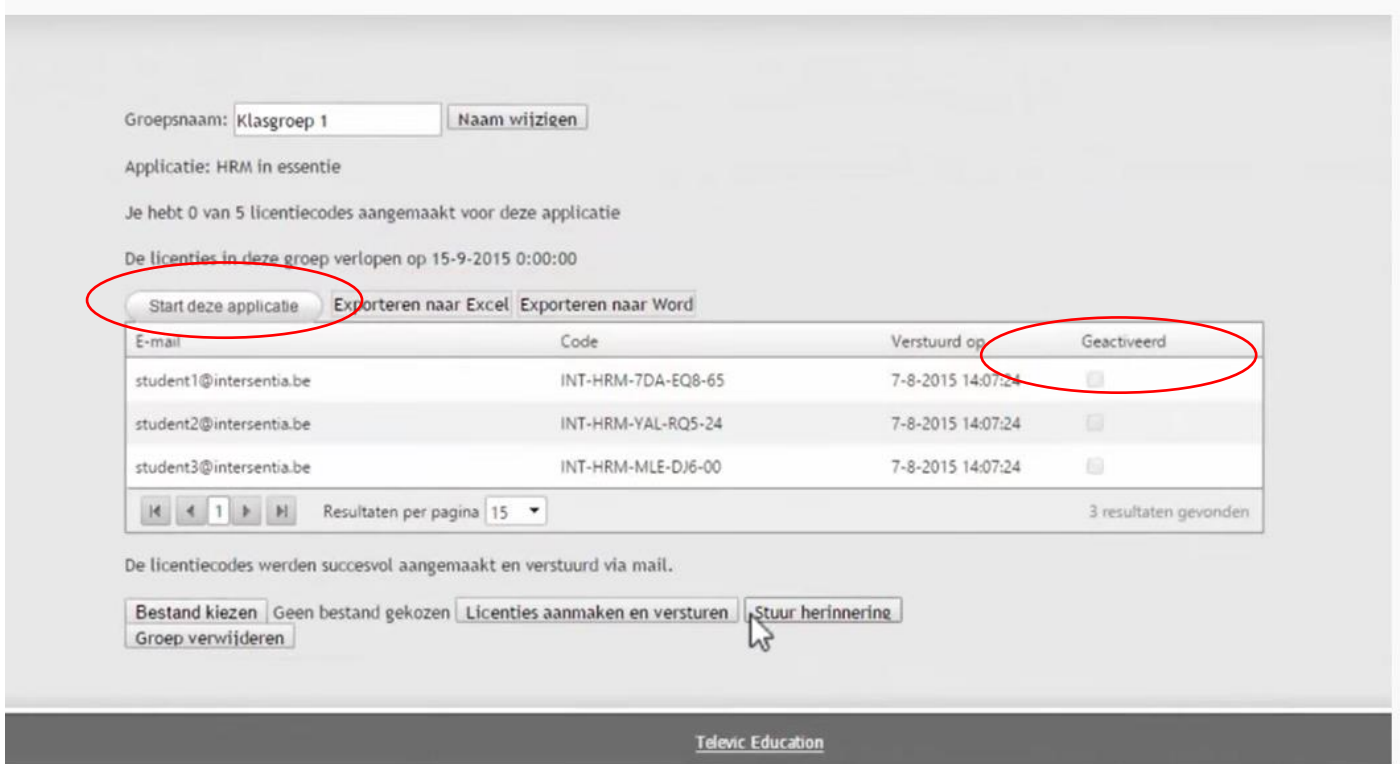 Groepsnaam: Klasgroep 1 Naam wijzigen
Applicatie: HRM in essentie
Je hebt 0 van 5 licentiecodes aangemaakt voor deze applicatie
De licenties in deze groep verlopen op 15-9-2015 0:00:00
Start deze applicatie Exporteren naar Excel Exporteren naar Word
E-mail Code Verstuurd op Geactiveerd
student1@intersentia.be INT-HRM-7DA-EQ8-65 7-8-2015 14:07:24
student2@intersentia.be INT-HRM-YAL-RQ5-24 7-8-2015 14:07:24
student3@intersentia.be INT-HRM-MLE-DJ6-00 7-8-2015 14:07:24
1 Resultaten per pagina 15 3 resultaten gevonden
De licentiecodes werden succesvol aangemaakt en verstuurd via mail.
Bestand kiezen Geen bestand gekozen Licenties aanmaken en versturen Stuur herinnering
Groep verwijderen
Televic Education